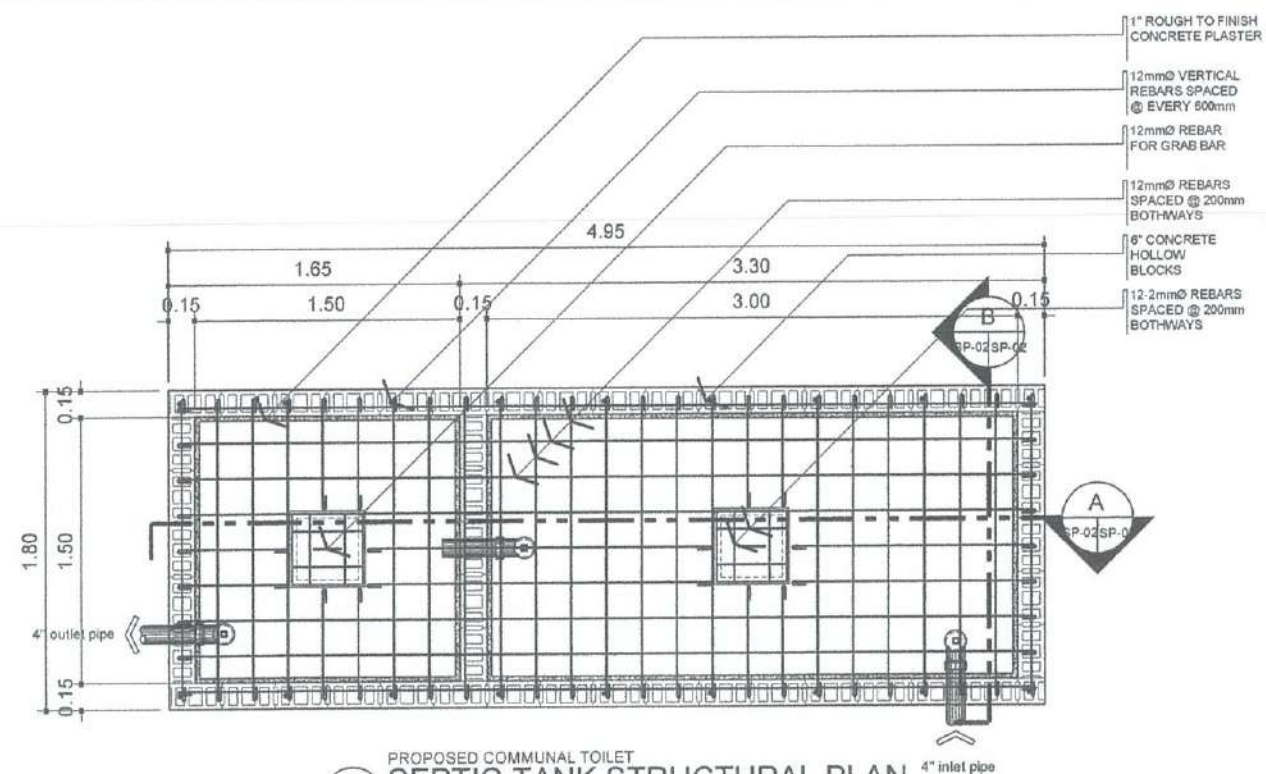 1" ROUGH TO FINISH
CONCRETE PLASTER
12mmØ VERTICAL
REBARS SPACED
@ EVERY 600mm
12mmØ REBAR
FOR GRAB BAR
12mmØ REBARS
SPACED @ 200mm
BOTHWAYS
6" CONCRETE
HOLLOW
BLOCKS
12-2mmØ REBARS
SPACED @ 200mm
BOTHWAYS
4.95
1.65 3.30
0.15 1.50 0.15 3.00 0.15
B
SP-02 SP-02
0.15
1.80
1.50
0.15
A
SP-02
4" outlet pipe
4" inlet pipe
PROPOSED COMMUNAL TOILET
SEPTIC TANK STRUCTURAL PLAN